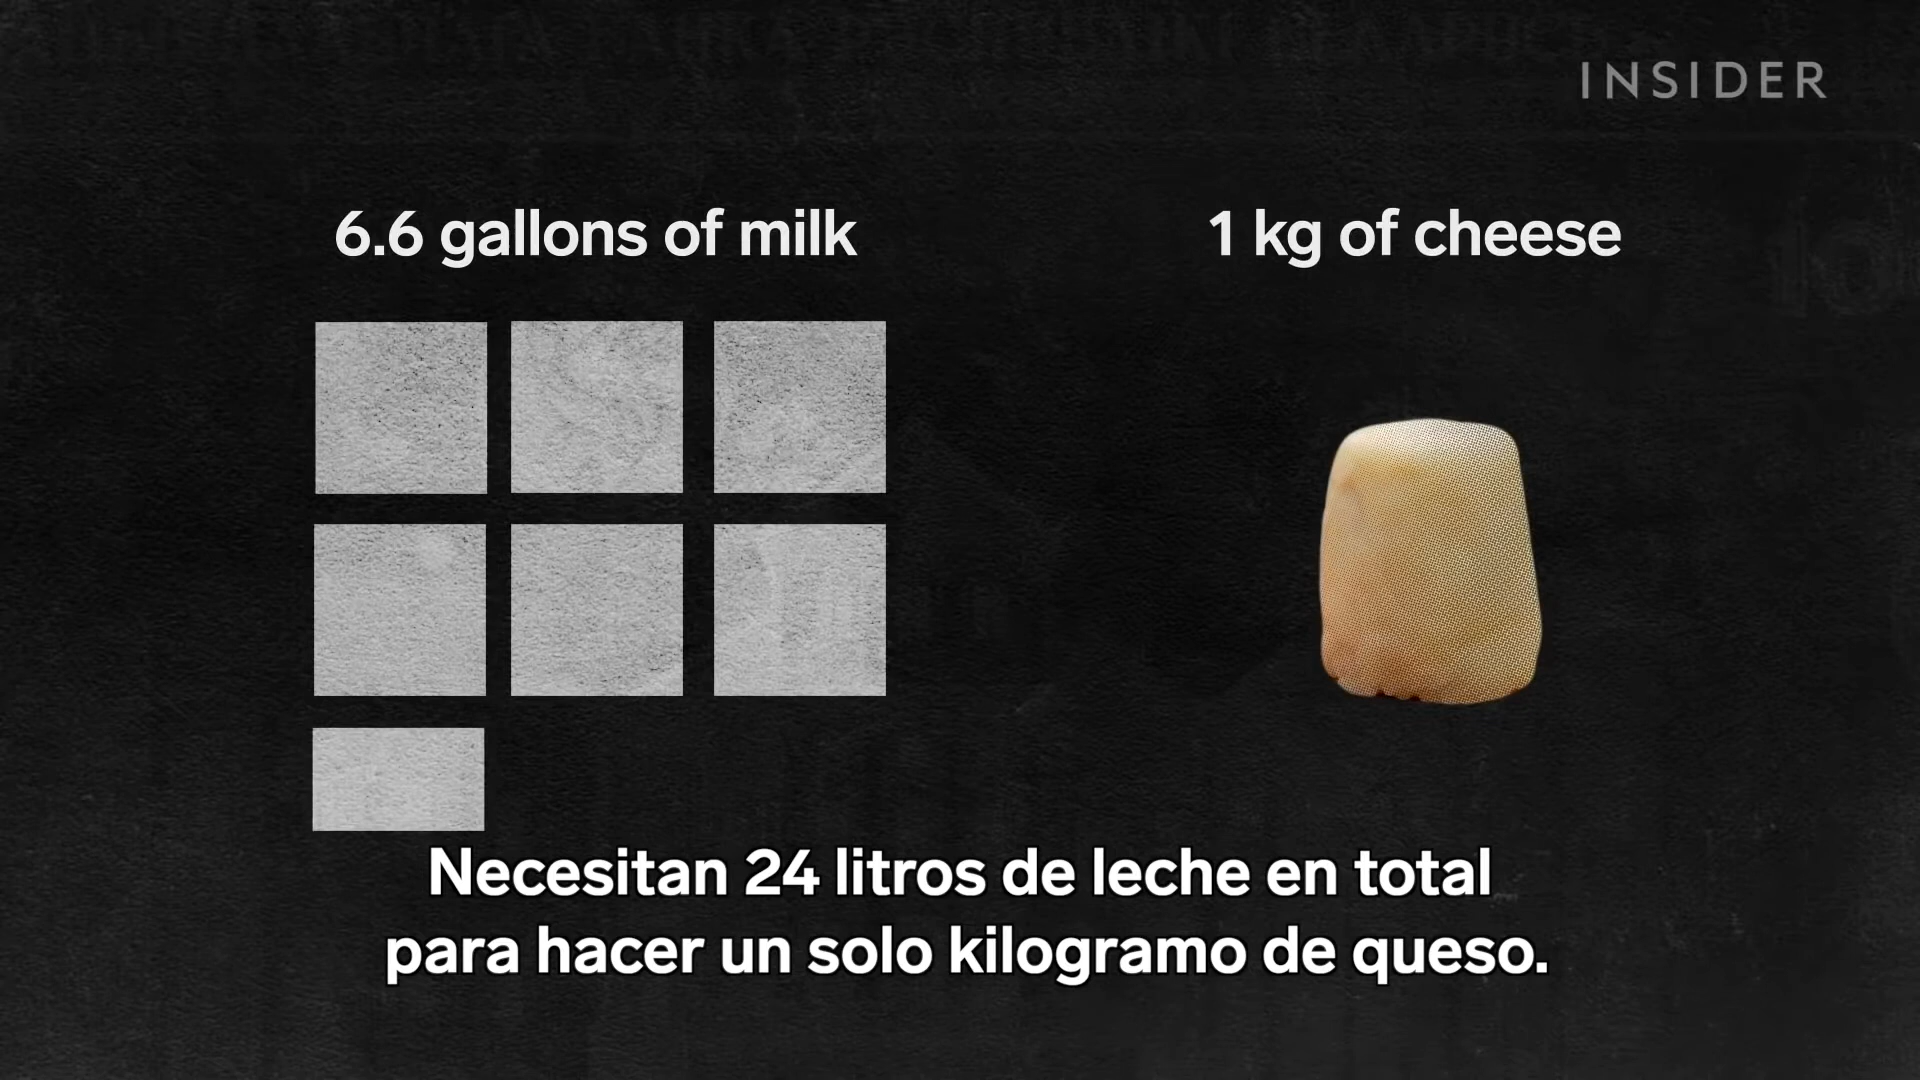 INSIDER
6.6 gallons of milk
1 kg of cheese
Necesitan 24 litros de leche en total
para hacer un solo kilogramo de queso.